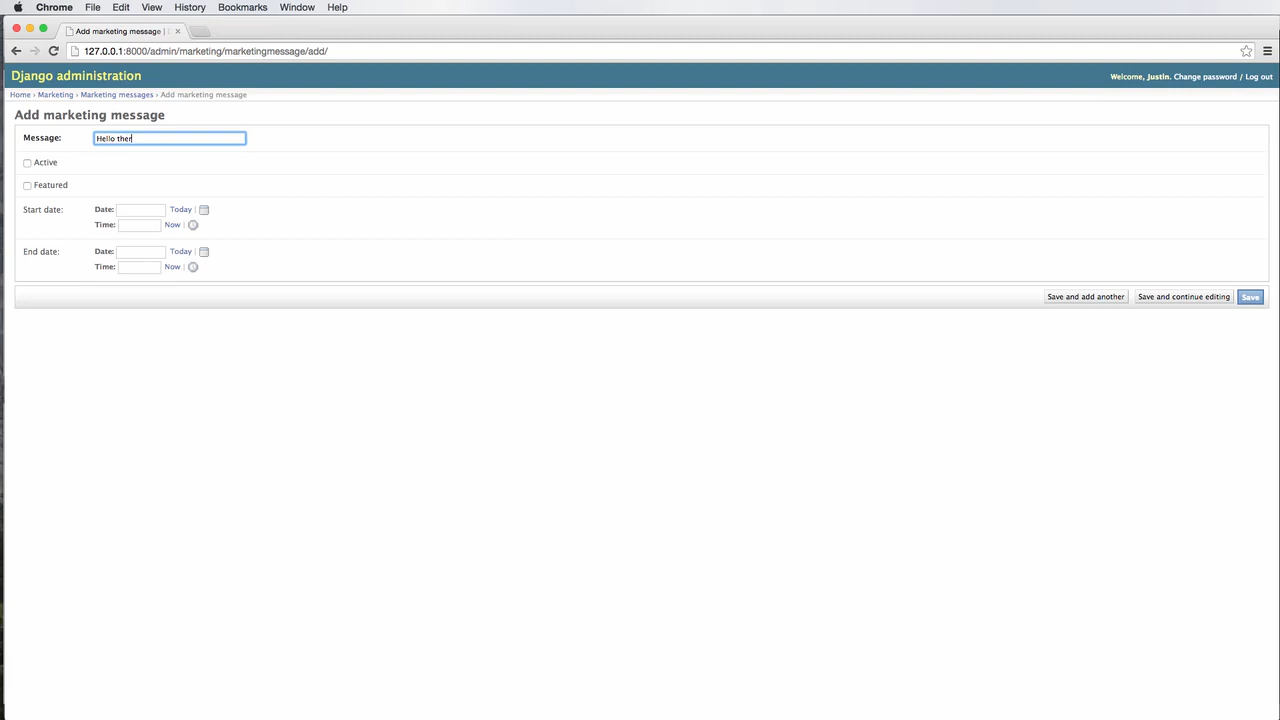 Chrome File Edit View History Bookmarks Window Help
Add marketing message |
127.0.0.1:8000/admin/marketing/marketingmessage/add/
Django administration
Welcome, Justin. Change password / Log out
Home › Marketing › Marketing messages › Add marketing message
Add marketing message
Message: Hello ther
Active
Featured
Start date: Date: Today |
Time: Now |
End date: Date: Today |
Time: Now |
Save and add another Save and continue editing Save